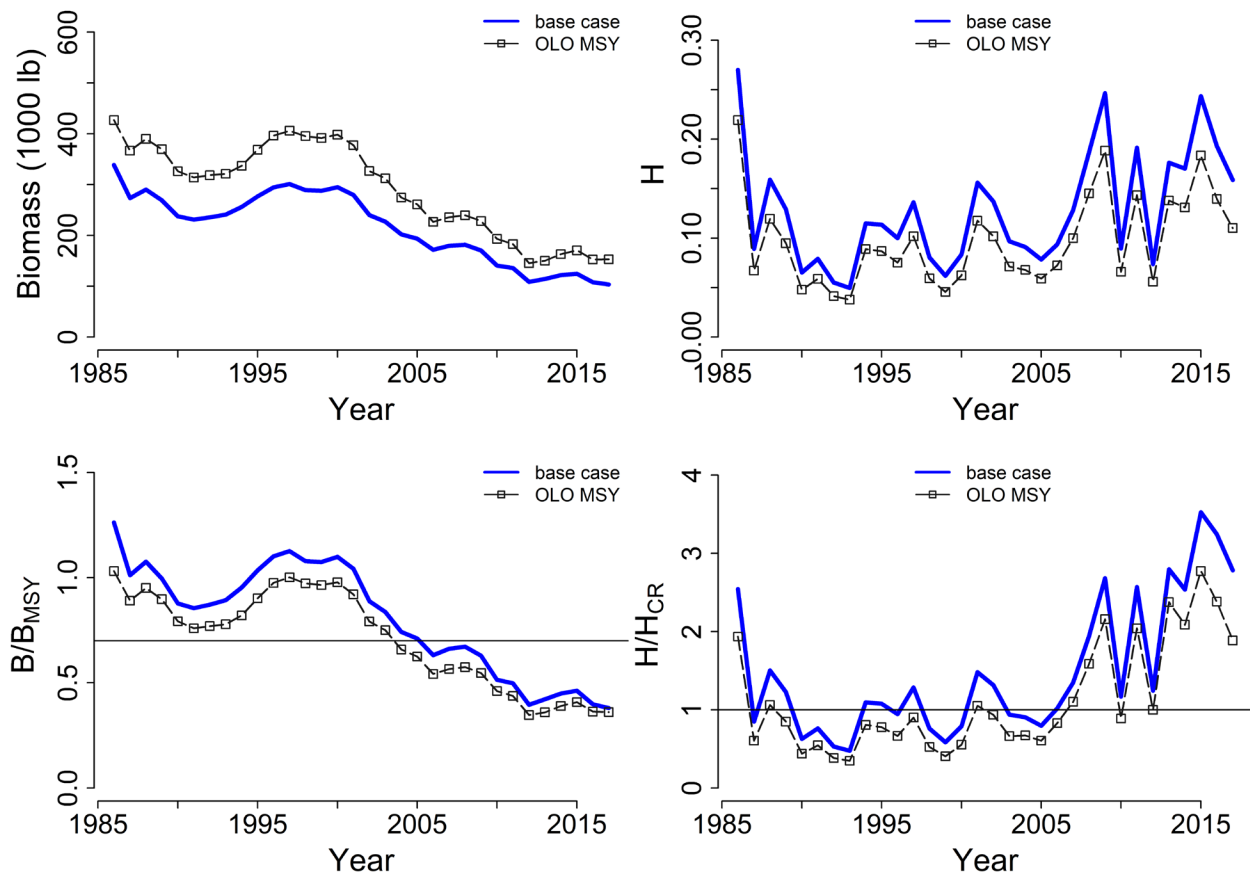 base case
OLO MSY
Biomass (1000 lb)
600
400
200
0
1985 1995 2005 2015
Year
base case
OLO MSY
H
0.30
0.20
0.10
0.00
1985 1995 2005 2015
Year
base case
OLO MSY
B/BMSY
1.5
1.0
0.5
0.0
1985 1995 2005 2015
Year
base case
OLO MSY
H/HCR
4
3
2
1
0
1985 1995 2005 2015
Year